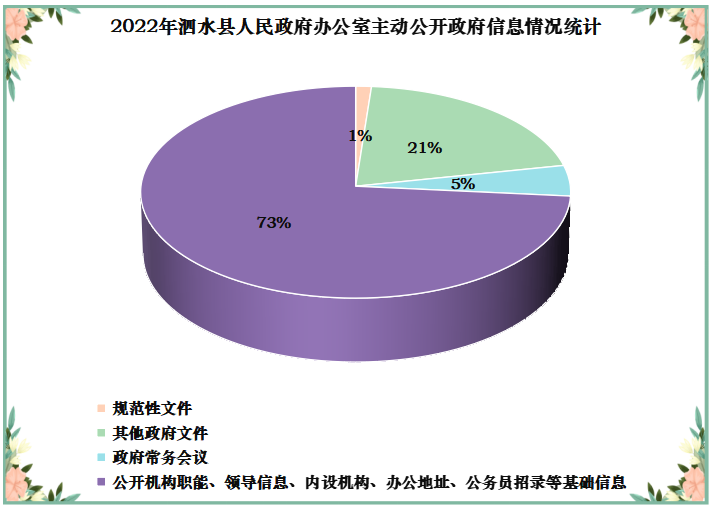 2022年泗水县人民政府办公室主动公开政府信息情况统计
1%
21%
5%
73%
规范性文件
其他政府文件
政府常务会议
公开机构职能、领导信息、内设机构、办公地址、公务员招录等基础信息